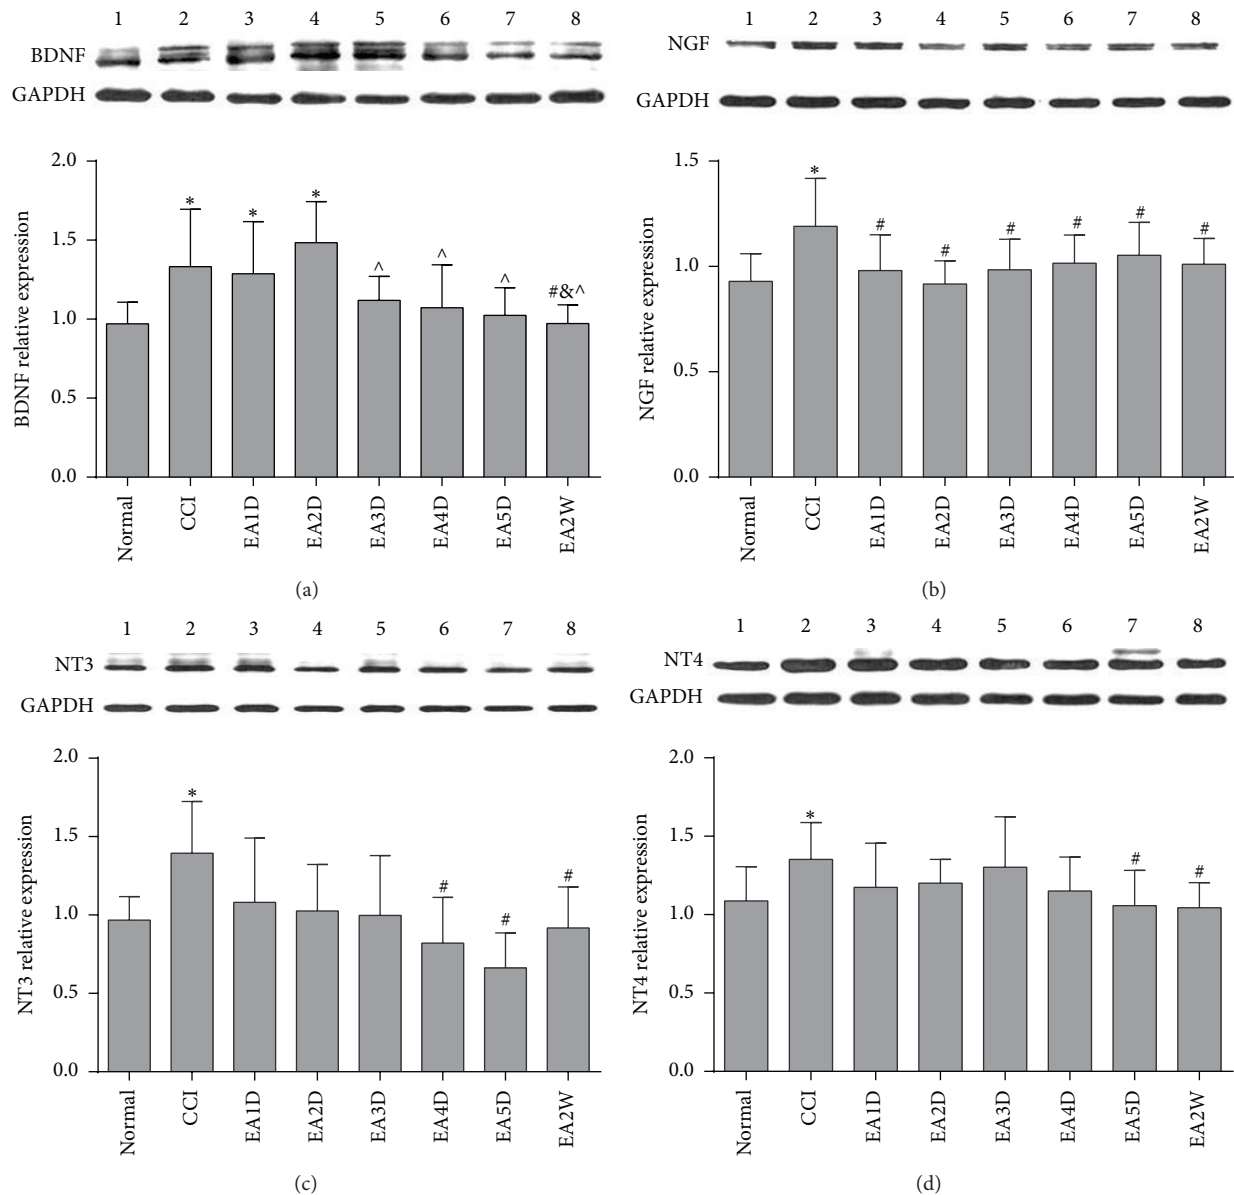 1 2 3 4 5 6 7 8
BDNF
GAPDH
2.0
1.5
1.0
0.5
0.0
BDNF relative expression
* * * ^ ^ ^ #&^
Normal CCI EA1D EA2D EA3D EA4D EA5D EA2W
(a)
1 2 3 4 5 6 7 8
NGF
GAPDH
1.5
1.0
0.5
0.0
NGF relative expression
* # # # # # #
Normal CCI EA1D EA2D EA3D EA4D EA5D EA2W
(b)
1 2 3 4 5 6 7 8
NT3
GAPDH
2.0
1.5
1.0
0.5
0.0
NT3 relative expression
* # # #
Normal CCI EA1D EA2D EA3D EA4D EA5D EA2W
(c)
1 2 3 4 5 6 7 8
NT4
GAPDH
2.0
1.5
1.0
0.5
0.0
NT4 relative expression
* # #
Normal CCI EA1D EA2D EA3D EA4D EA5D EA2W
(d)